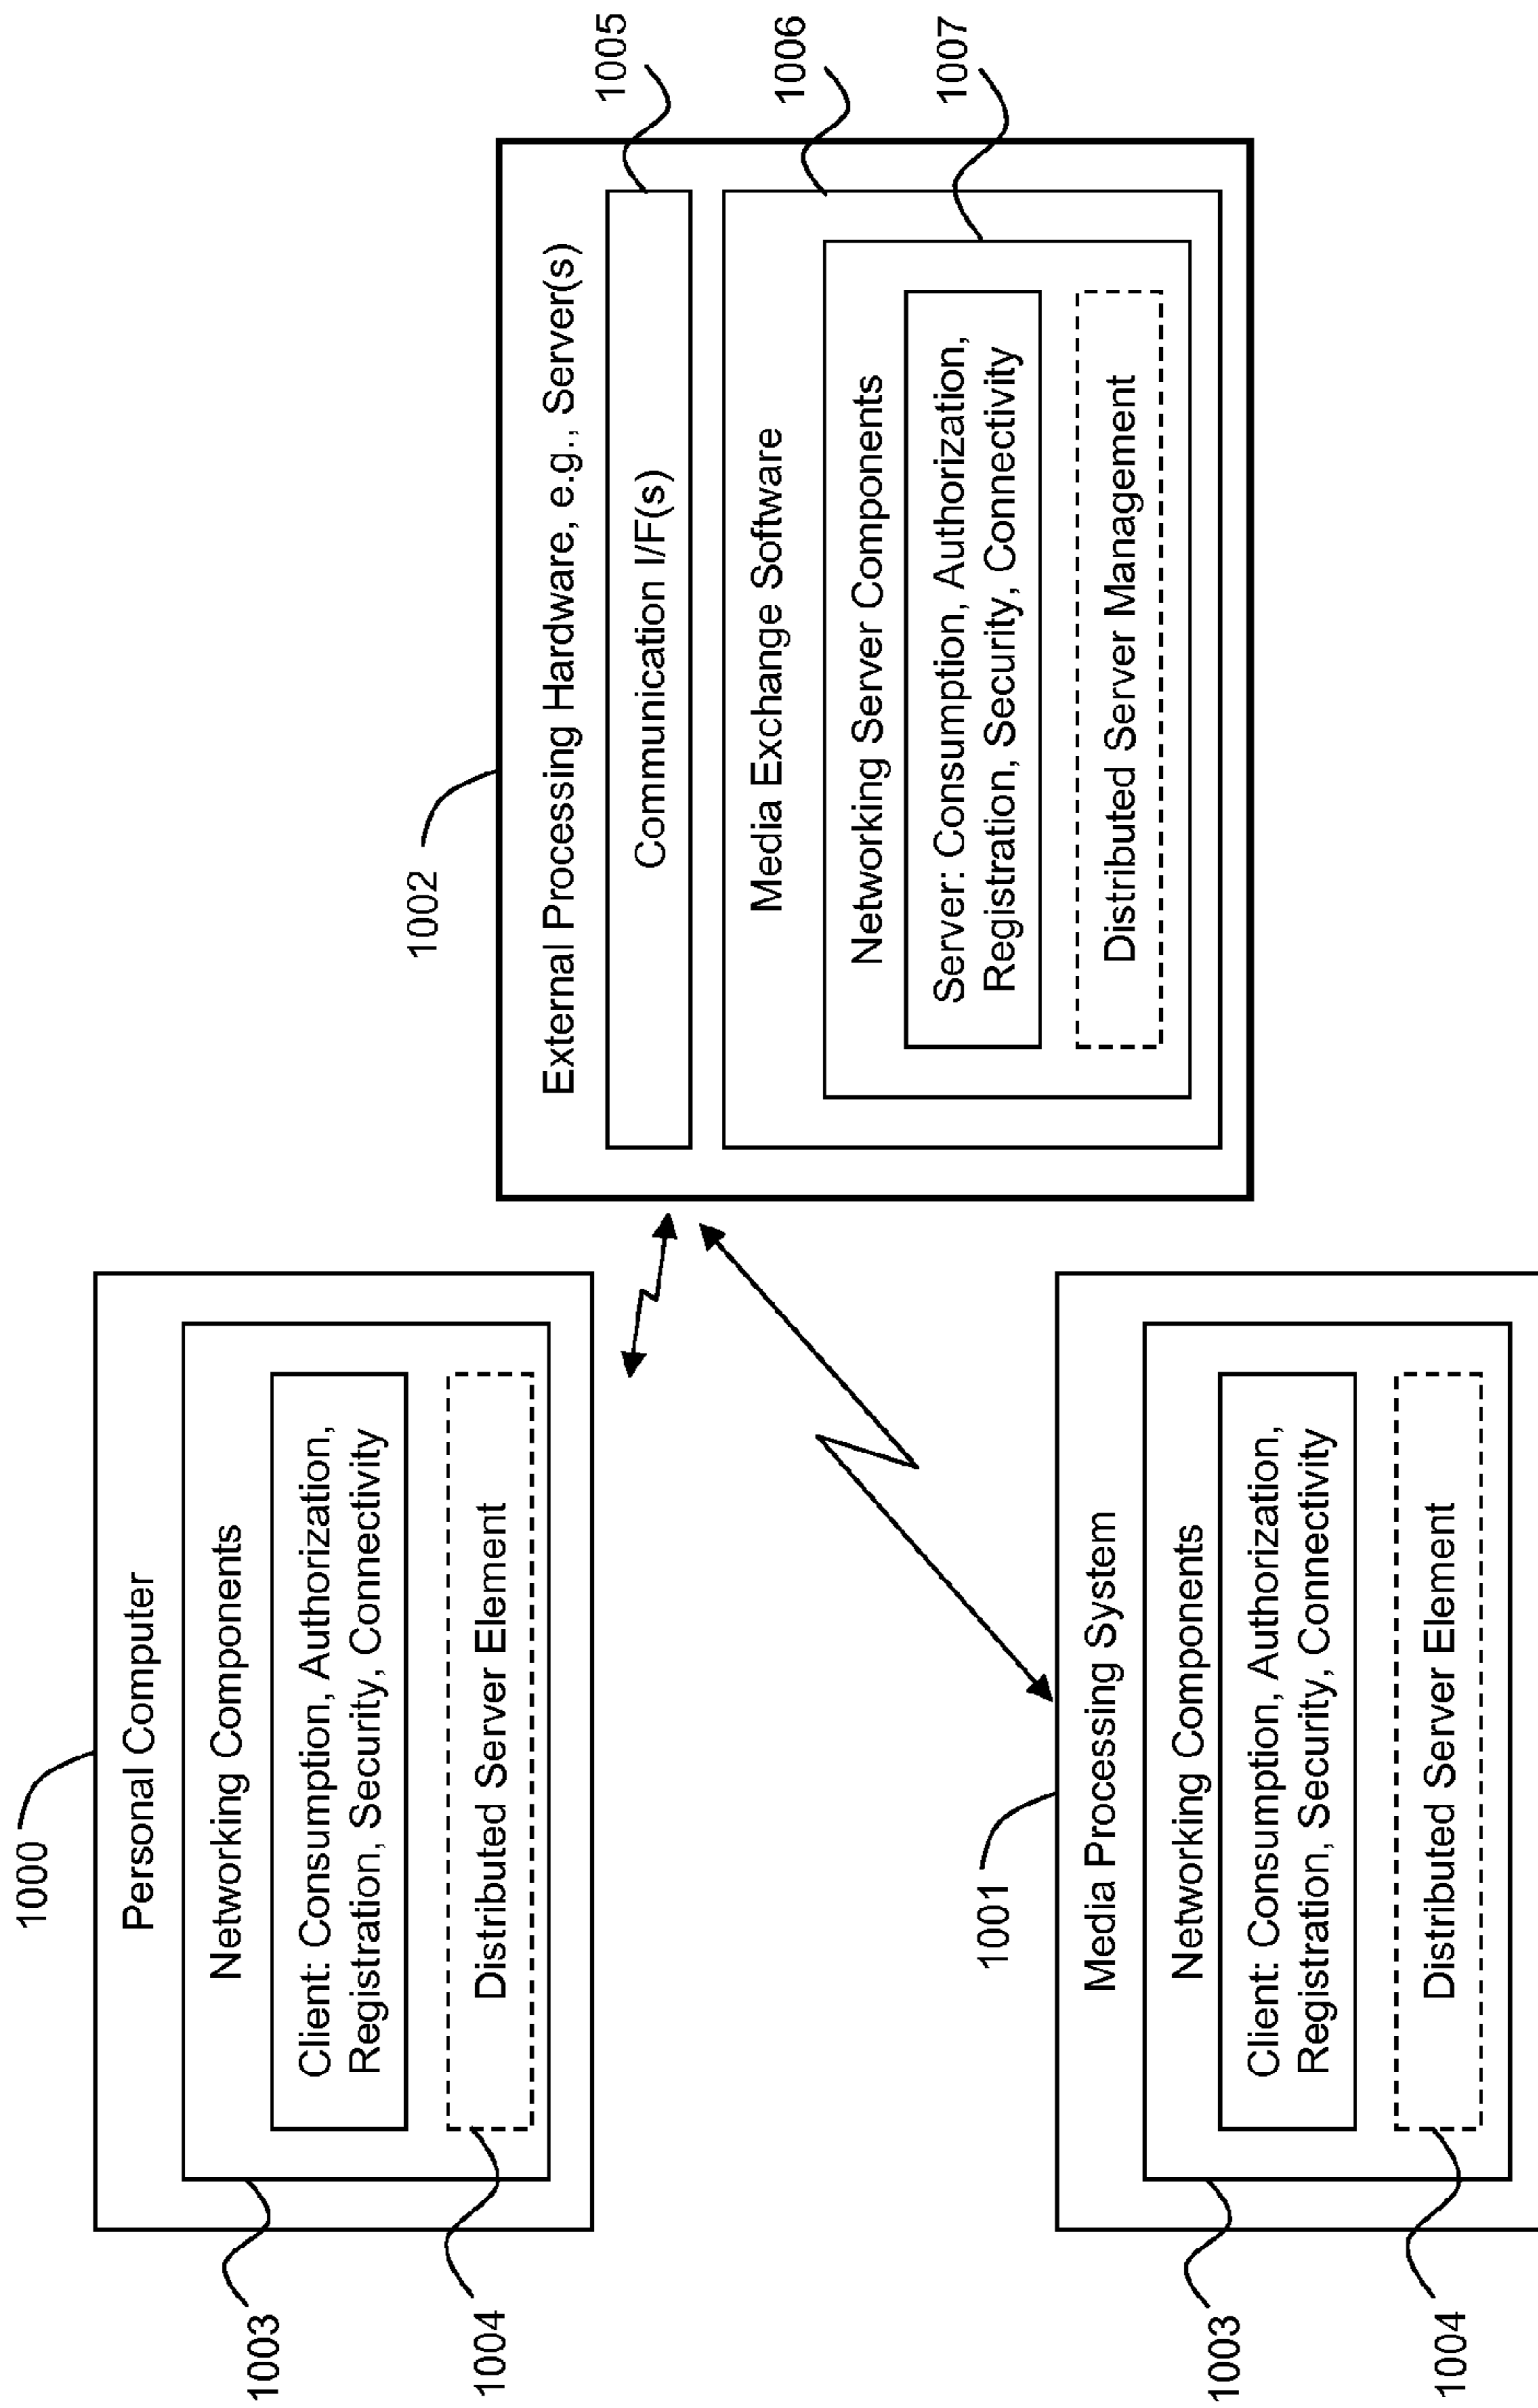 1000
Personal Computer
Networking Components
Client: Consumption, Authorization,
Registration, Security, Connectivity
Distributed Server Element
1003
1004
1002
External Processing Hardware, e.g., Server(s)
Communication I/F(s)
Media Exchange Software
Networking Server Components
Server: Consumption, Authorization,
Registration, Security, Connectivity
Distributed Server Management
1005
1006
1007
1001
Media Processing System
Networking Components
Client: Consumption, Authorization,
Registration, Security, Connectivity
Distributed Server Element
1003
1004